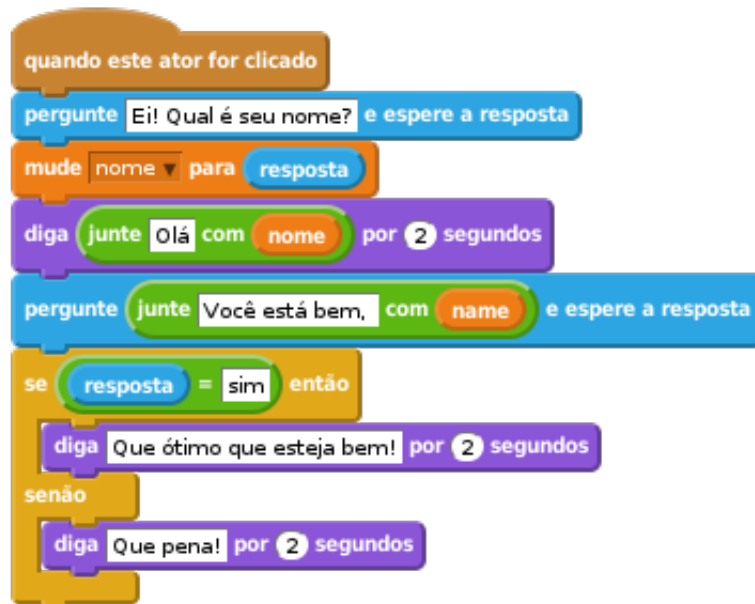 quando este ator for clicado
pergunte Ei! Qual é seu nome? e espere a resposta
mude nome para resposta
diga junte Olá com nome por 2 segundos
pergunte junte Você está bem, com name e espere a resposta
se resposta = sim então
diga Que ótimo que esteja bem! por 2 segundos
senão
diga Que pena! por 2 segundos